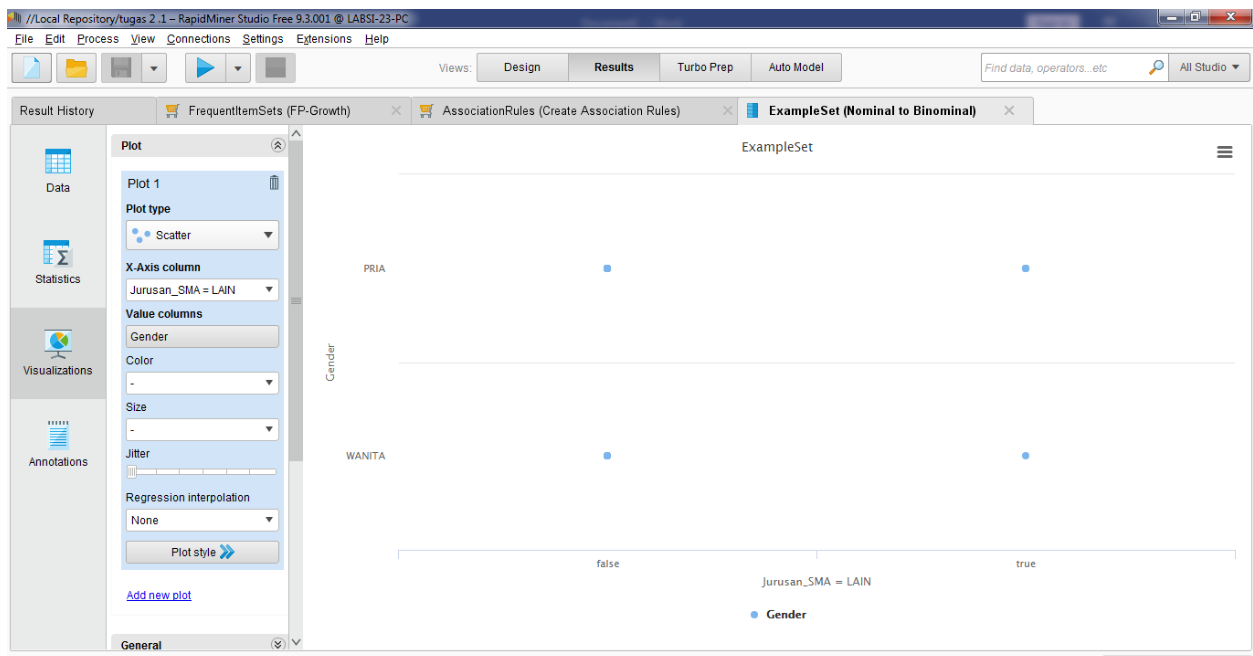 //Local Repository/tugas 2 .1 – RapidMiner Studio Free 9.3.001 @ LABSI-23-PC
File Edit Process View Connections Settings Extensions Help
Views: Design Results Turbo Prep Auto Model Find data, operators...etc All Studio
Result History FrequentItemSets (FP-Growth) AssociationRules (Create Association Rules) ExampleSet (Nominal to Binominal)
Data
Statistics
Visualizations
Annotations
Plot
Plot 1
Plot type
Scatter
X-Axis column
Jurusan_SMA = LAIN
Value columns
Gender
Color
-
Size
-
Jitter
Regression interpolation
None
Plot style
Add new plot
General
ExampleSet
PRIA
Gender
WANITA
false true
Jurusan_SMA = LAIN
Gender